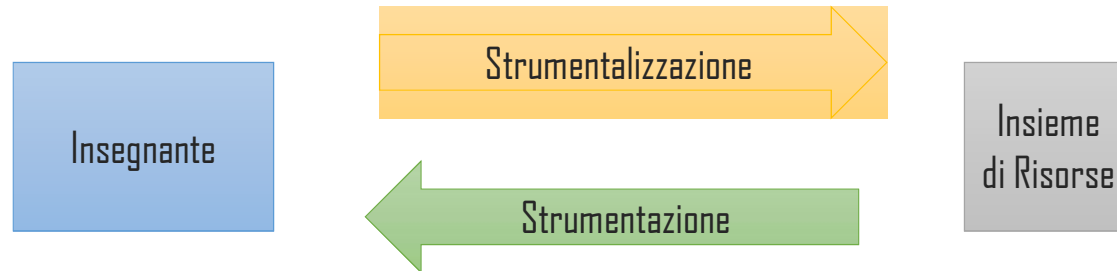 Strumentalizzazione
Insegnante
Insieme
di Risorse
Strumentazione